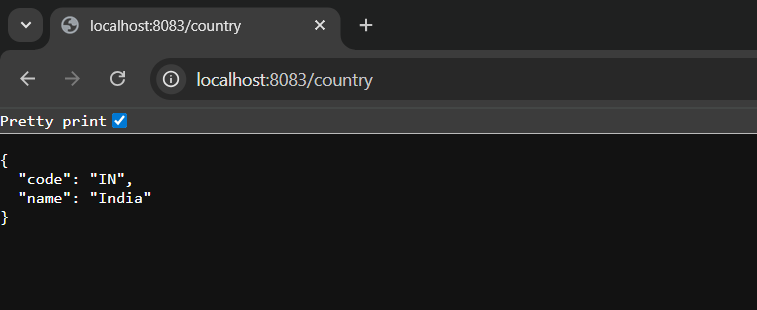 localhost:8083/country
localhost:8083/country
Pretty print
{
  "code": "IN",
  "name": "India"
}